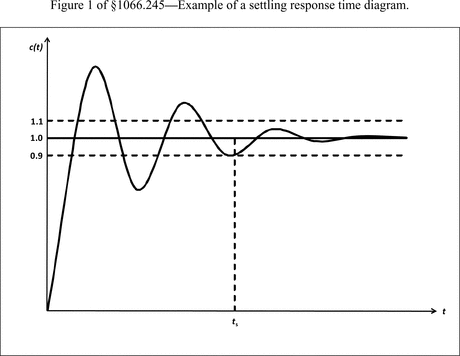 Figure 1 of §1066.245—Example of a settling response time diagram.
c(t)
1.1
1.0
0.9
t
ts